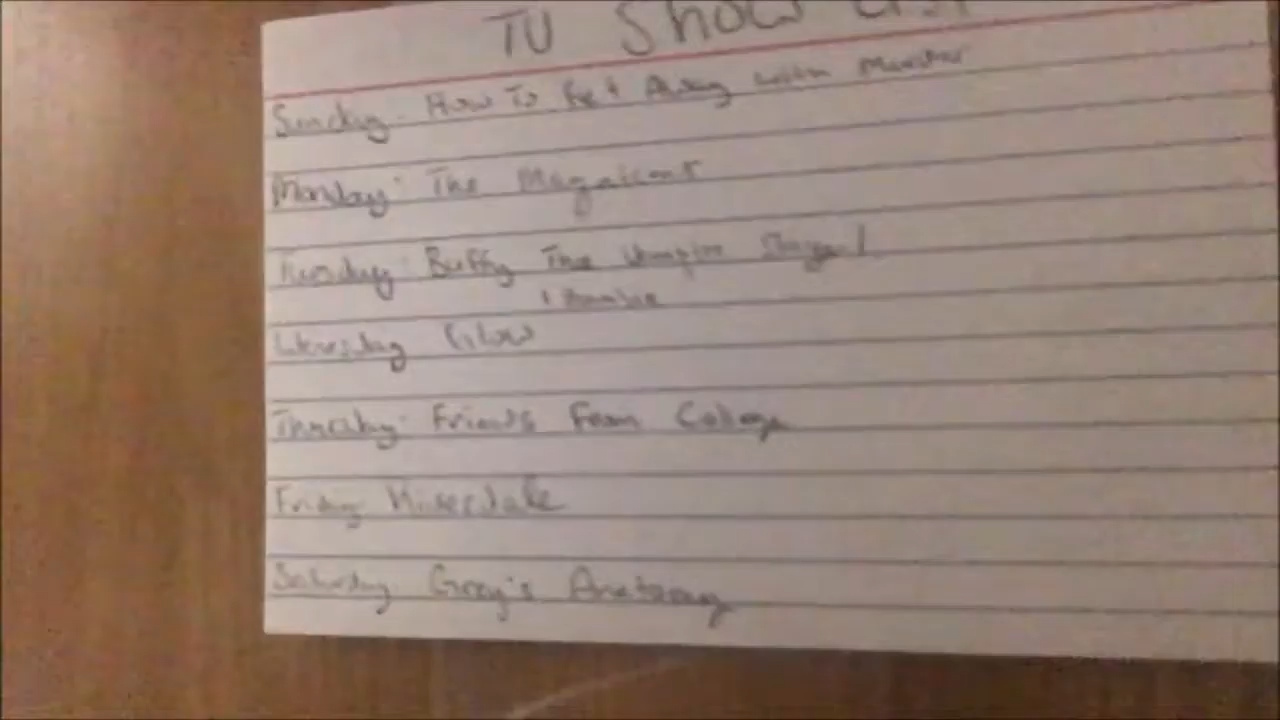 TV Show List
Sunday: How To Get Away with Murder
Monday: The Magicians
Tuesday: Buffy The Vampire Slayer /
Wensday Glow
Thursday: Friends From College
Friday Riverdale
Saturday: Grey's Anatomy